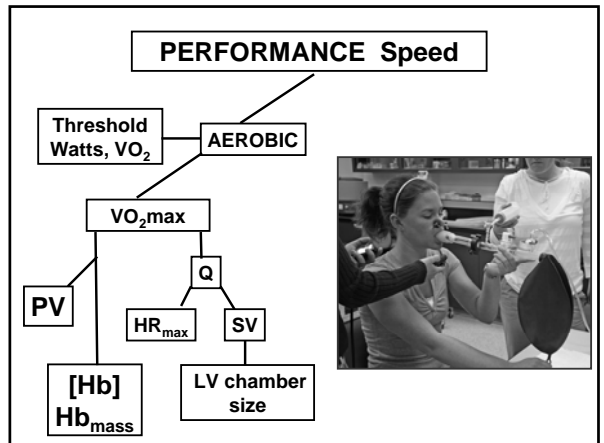 PERFORMANCE Speed
Threshold
Watts, VO₂
AEROBIC
VO₂max
Q
PV
HRmax
SV
[Hb]
Hbmass
LV chamber
size